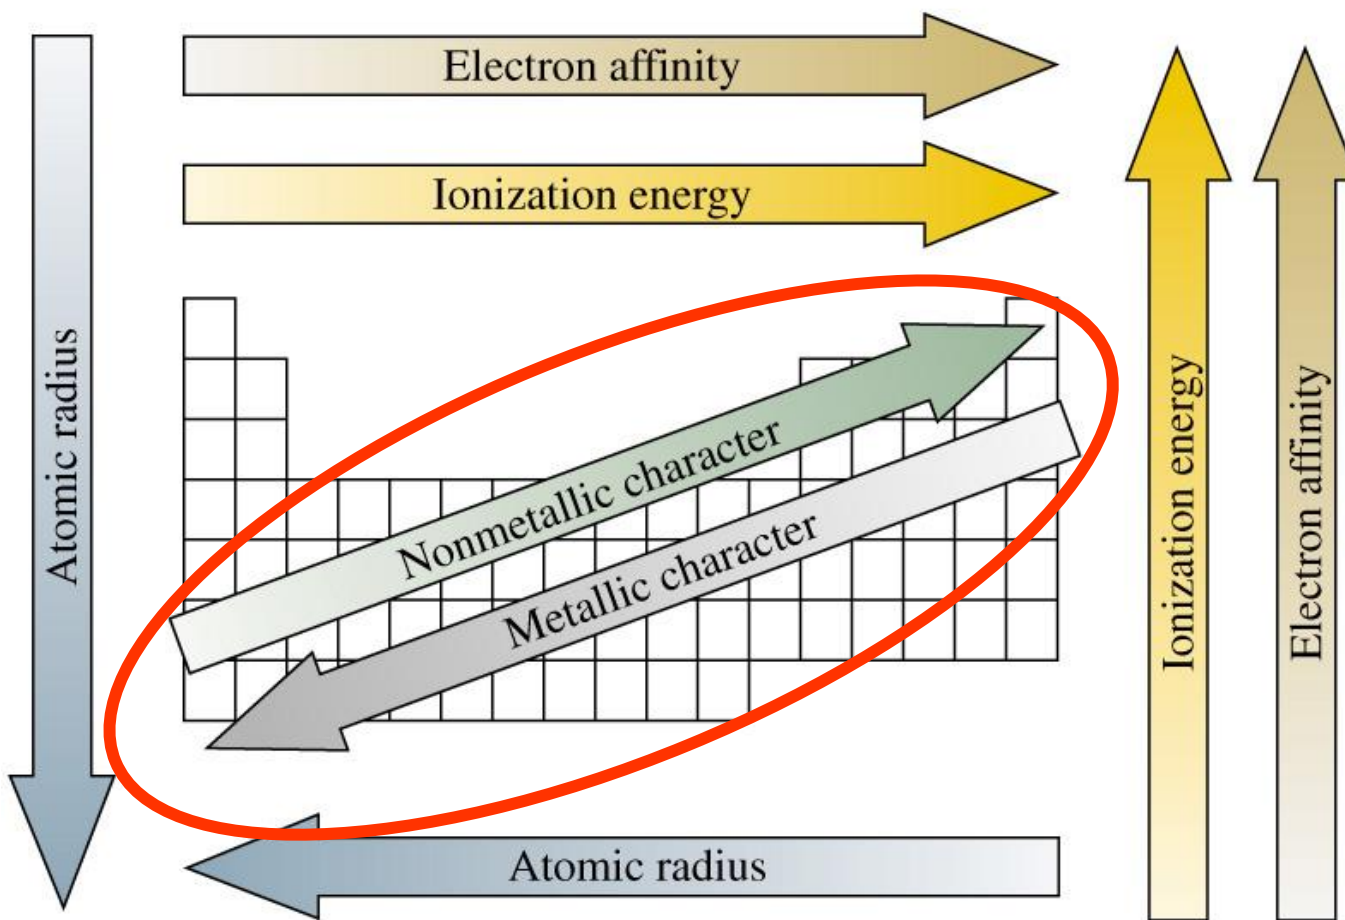 Electron affinity
Ionization energy
Atomic radius
Nonmetallic character
Metallic character
Ionization energy
Electron affinity
Atomic radius